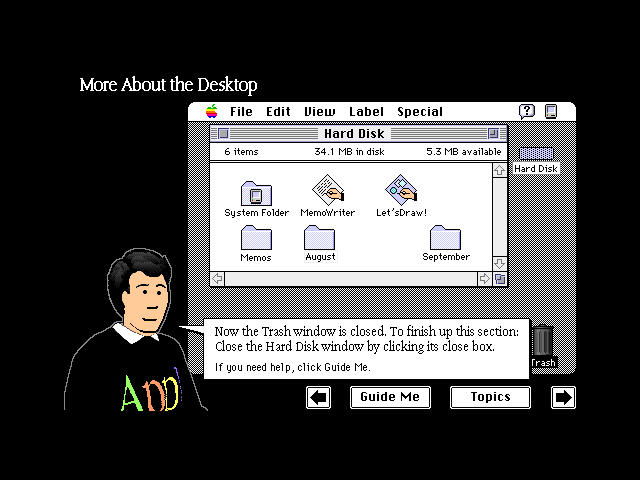 More About the Desktop
File Edit View Label Special
Hard Disk
6 items 34.1 MB in disk 5.3 MB available
Hard Disk
System Folder MemoWriter Let'sDraw!
Memos August September
Now the Trash window is closed. To finish up this section:
Close the Hard Disk window by clicking its close box.
If you need help, click Guide Me.
Trash
App
Guide Me Topics